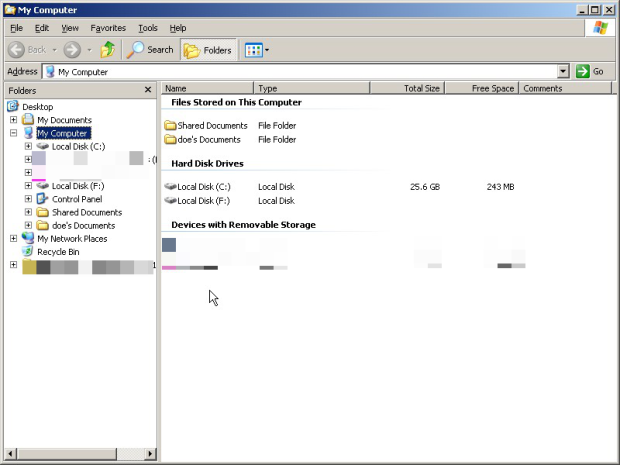 My Computer
File Edit View Favorites Tools Help
Back Search Folders
Address My Computer Go
Folders
Desktop
My Documents
My Computer
Local Disk (C:)
Local Disk (F:)
Control Panel
Shared Documents
doe's Documents
My Network Places
Recycle Bin
Name Type Total Size Free Space Comments
Files Stored on This Computer
Shared Documents File Folder
doe's Documents File Folder
Hard Disk Drives
Local Disk (C:) Local Disk 25.6 GB 243 MB
Local Disk (F:) Local Disk
Devices with Removable Storage